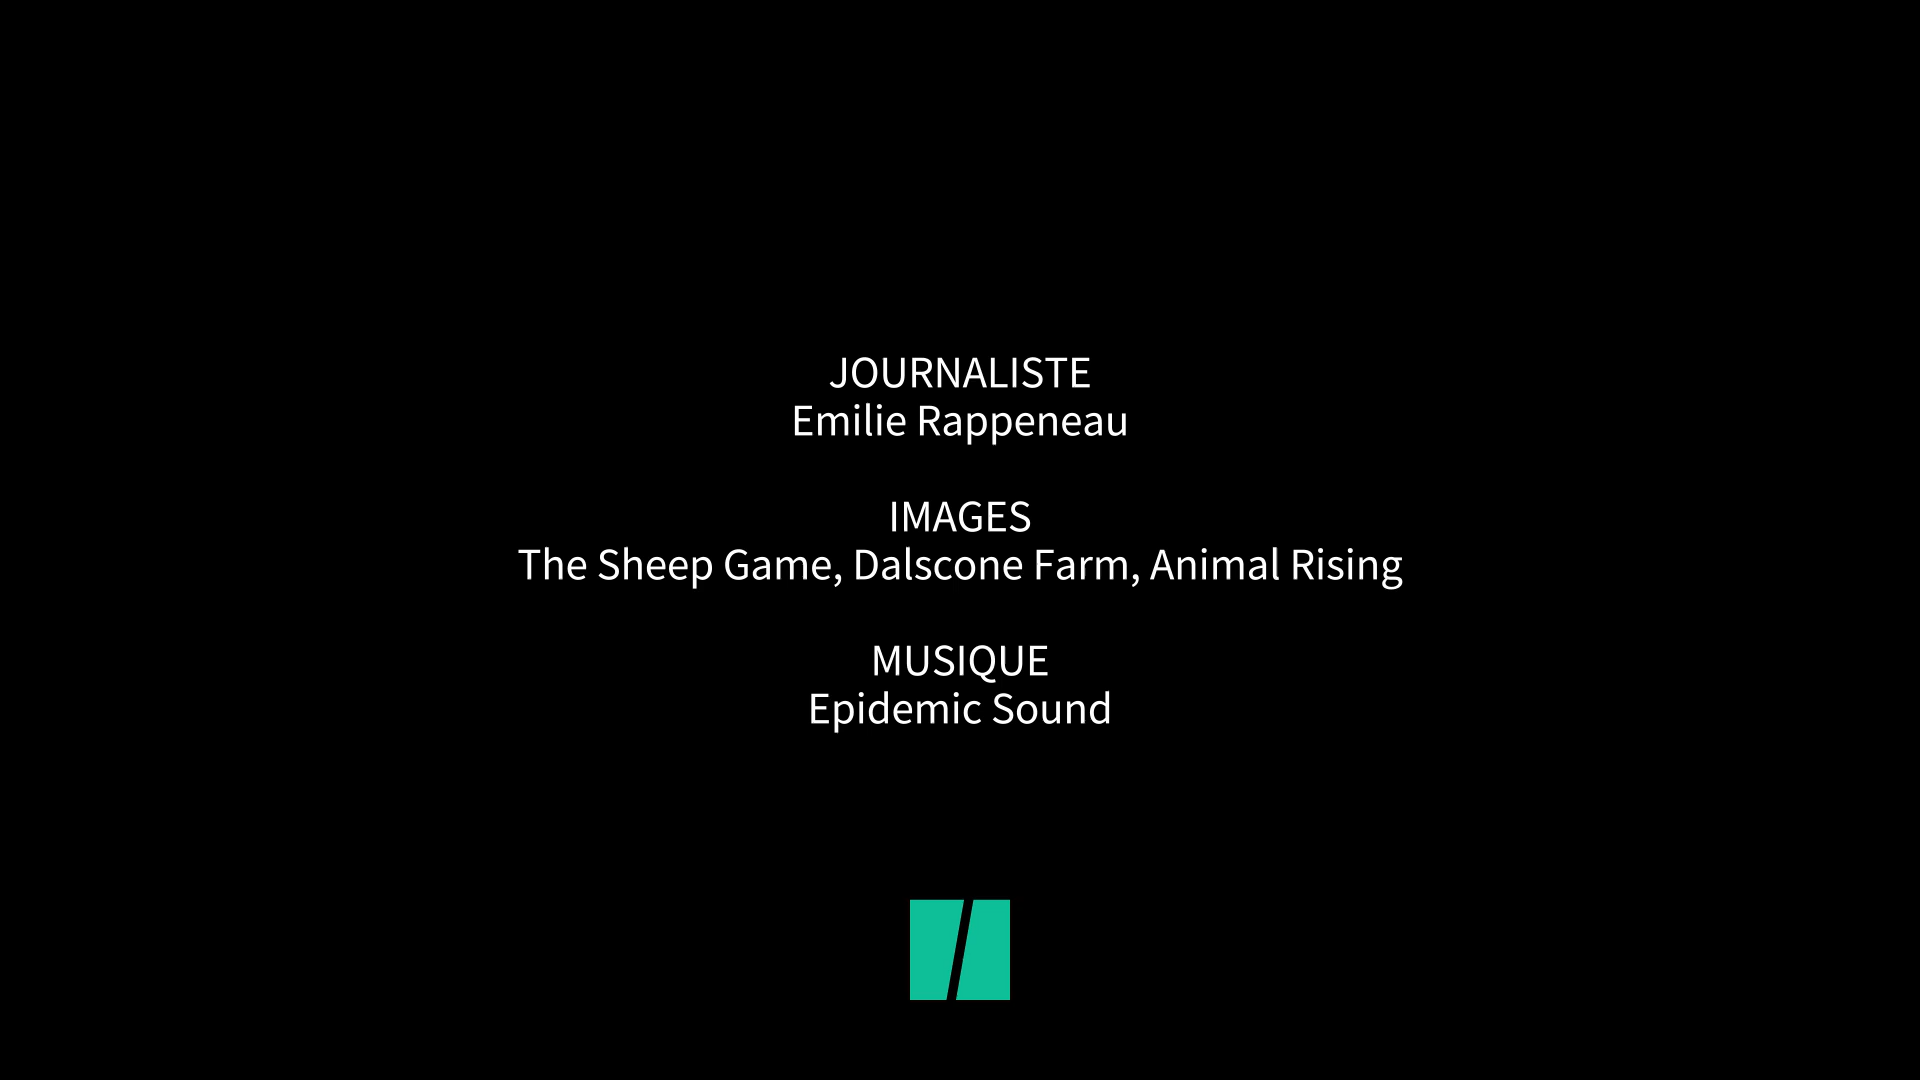 JOURNALISTE
Emilie Rappeneau
IMAGES
The Sheep Game, Dalscone Farm, Animal Rising
MUSIQUE
Epidemic Sound